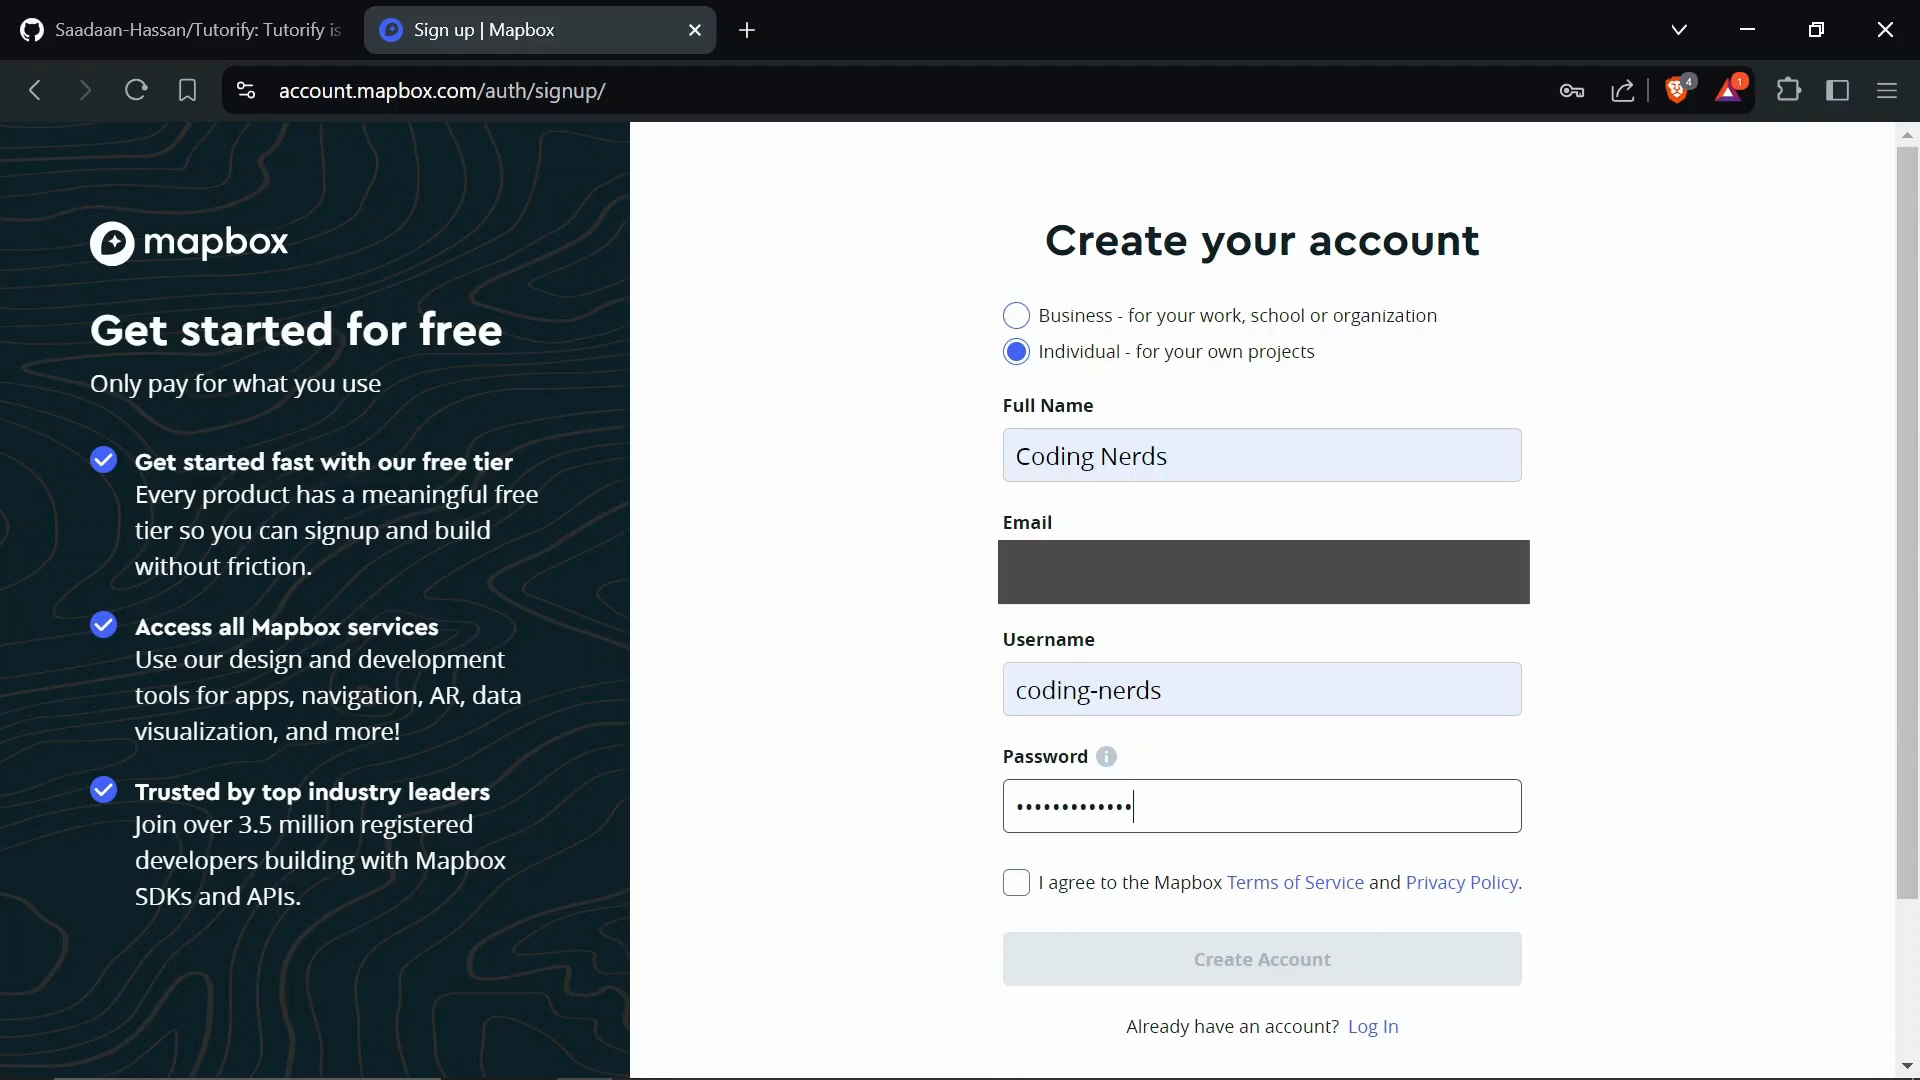 Saadaan-Hassan/Tutorify: Tutorify is
Sign up | Mapbox
account.mapbox.com/auth/signup/
4
1
mapbox
Get started for free
Only pay for what you use
Get started fast with our free tier
Every product has a meaningful free
tier so you can signup and build
without friction.
Access all Mapbox services
Use our design and development
tools for apps, navigation, AR, data
visualization, and more!
Trusted by top industry leaders
Join over 3.5 million registered
developers building with Mapbox
SDKs and APIs.
Create your account
Business - for your work, school or organization
Individual - for your own projects
Full Name
Coding Nerds
Email
Username
coding-nerds
Password
•••••••••••••
I agree to the Mapbox Terms of Service and Privacy Policy.
Create Account
Already have an account? Log In